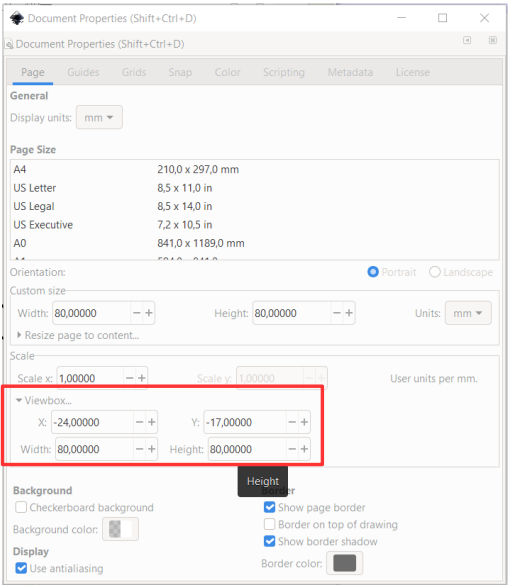 Document Properties (Shift+Ctrl+D)
Document Properties (Shift+Ctrl+D)
Page Guides Grids Snap Color Scripting Metadata License
General
Display units: mm
Page Size
A4 210,0 x 297,0 mm
US Letter 8,5 x 11,0 in
US Legal 8,5 x 14,0 in
US Executive 7,2 x 10,5 in
A0 841,0 x 1189,0 mm
Orientation: Portrait Landscape
Custom size
Width: 80,00000 − + Height: 80,00000 − + Units: mm
Resize page to content...
Scale
Scale x: 1,00000 − + Scale y: 1,00000 − + User units per mm.
Viewbox...
X: -24,00000 − + Y: -17,00000 − +
Width: 80,00000 − + Height: 80,00000 − +
Height
Background
Checkerboard background
Background color:
Display
Use antialiasing
Border
Show page border
Border on top of drawing
Show border shadow
Border color: